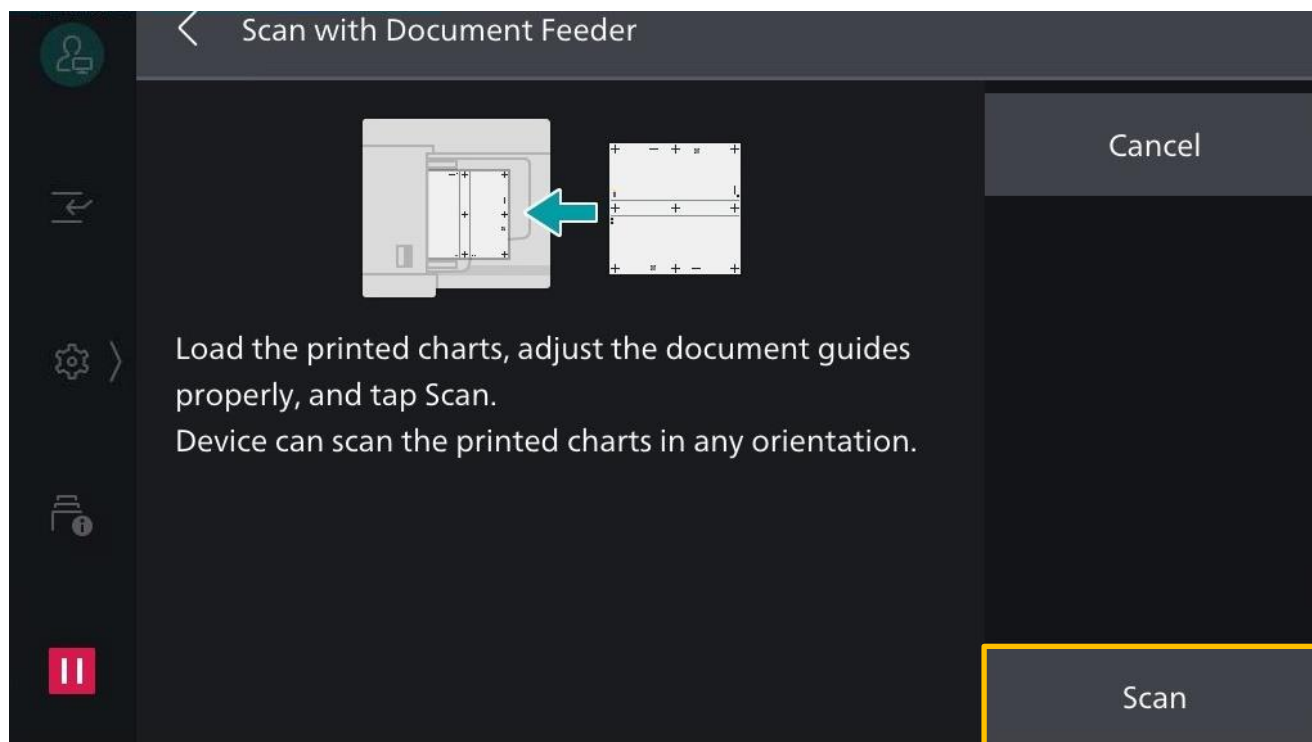 Scan with Document Feeder
Cancel
Load the printed charts, adjust the document guides
properly, and tap Scan.
Device can scan the printed charts in any orientation.
Scan